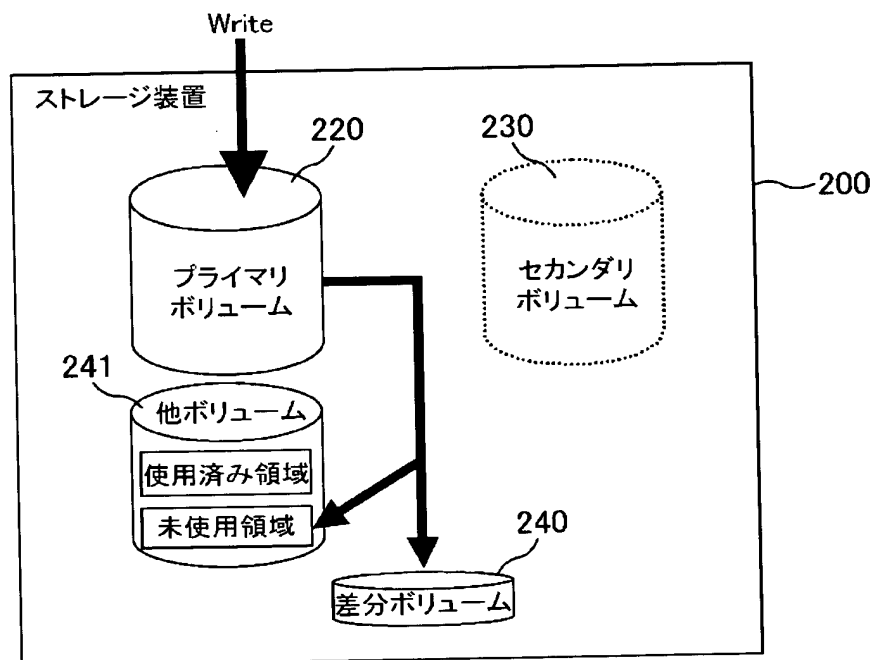 Write
ストレージ装置
220
230
200
プライマリ
ボリューム
セカンダリ
ボリューム
241
他ボリューム
使用済み領域
未使用領域
240
差分ボリューム